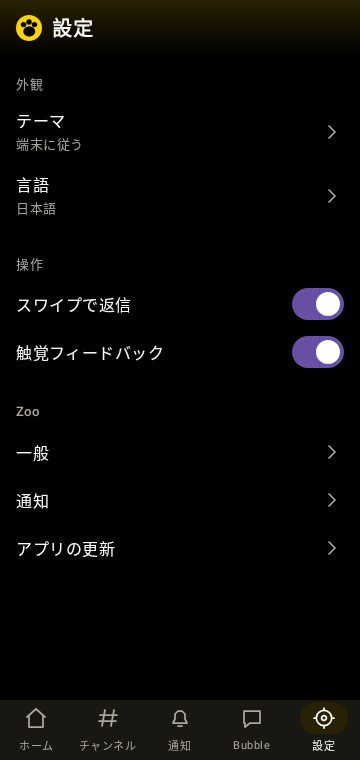 設定
外観
テーマ
端末に従う
言語
日本語
操作
スワイプで返信
触覚フィードバック
Zoo
一般
通知
アプリの更新
ホーム
チャンネル
通知
Bubble
設定